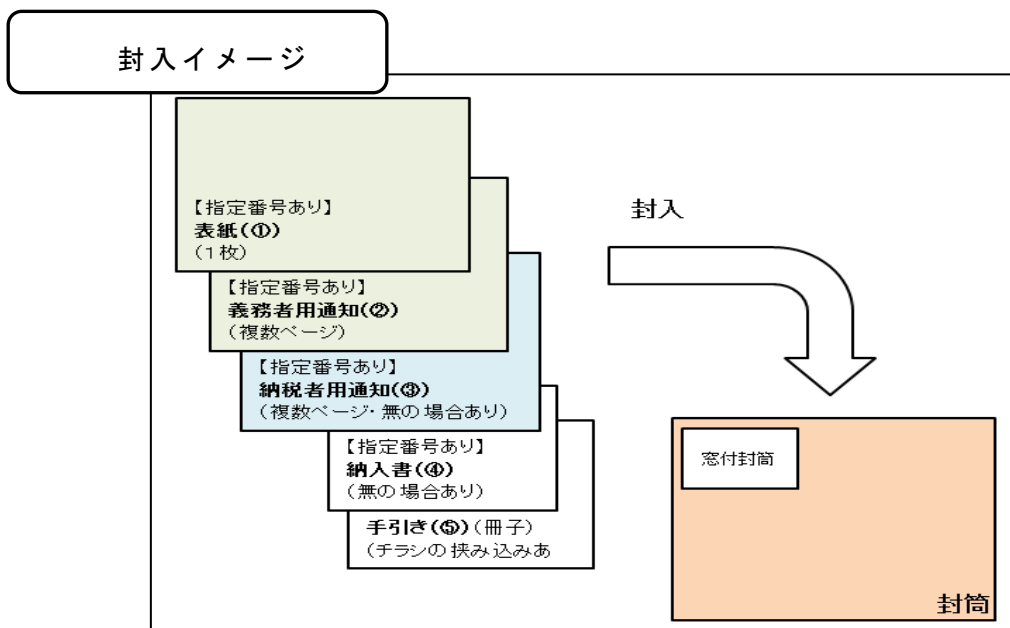 封入イメージ
【指定番号あり】
表紙(①)
(1枚)
【指定番号あり】
義務者用通知(②)
(複数ページ)
【指定番号あり】
納税者用通知(③)
(複数ページ・無の場合あり)
【指定番号あり】
納入書(④)
(無の場合あり)
手引き(⑤)(冊子)
(チラシの挟み込みあ
封入
窓付封筒
封筒